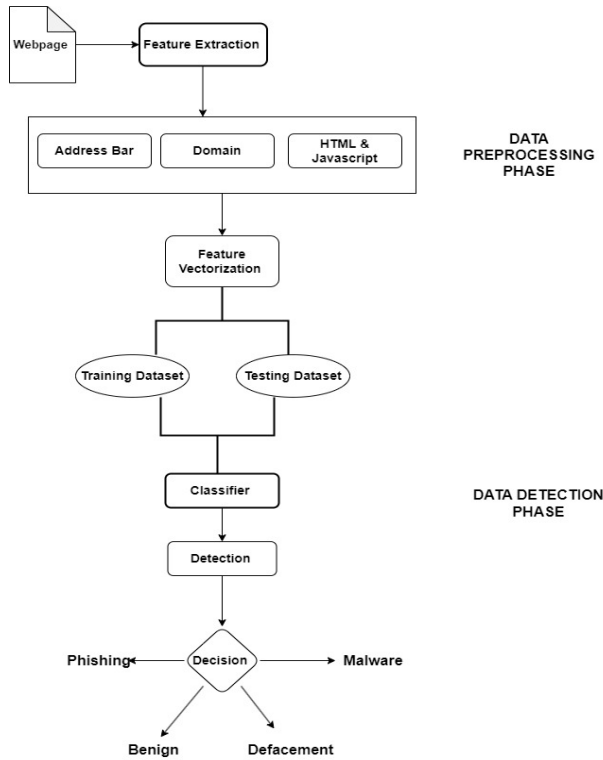 Webpage
Feature Extraction
Address Bar
Domain
HTML &
Javascript
DATA
PREPROCESSING
PHASE
Feature
Vectorization
Training Dataset
Testing Dataset
Classifier
DATA DETECTION
PHASE
Detection
Decision
Phishing
Malware
Benign
Defacement